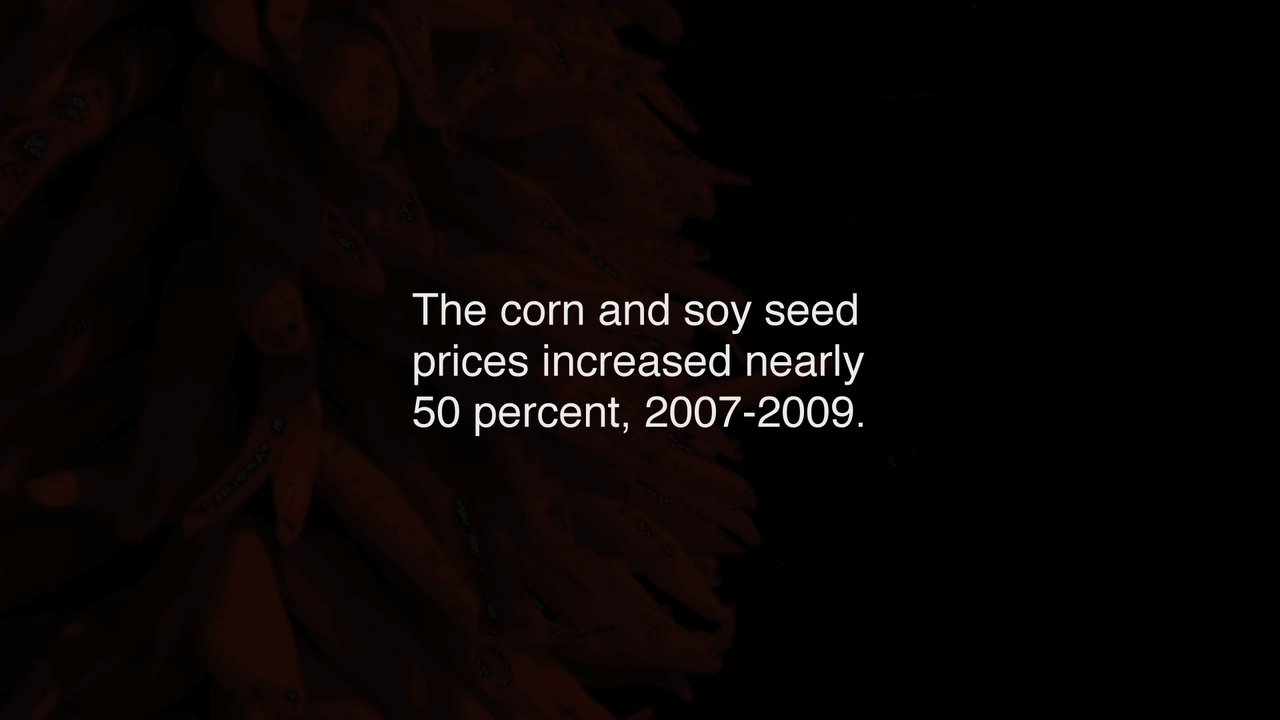 The corn and soy seed
prices increased nearly
50 percent, 2007-2009.